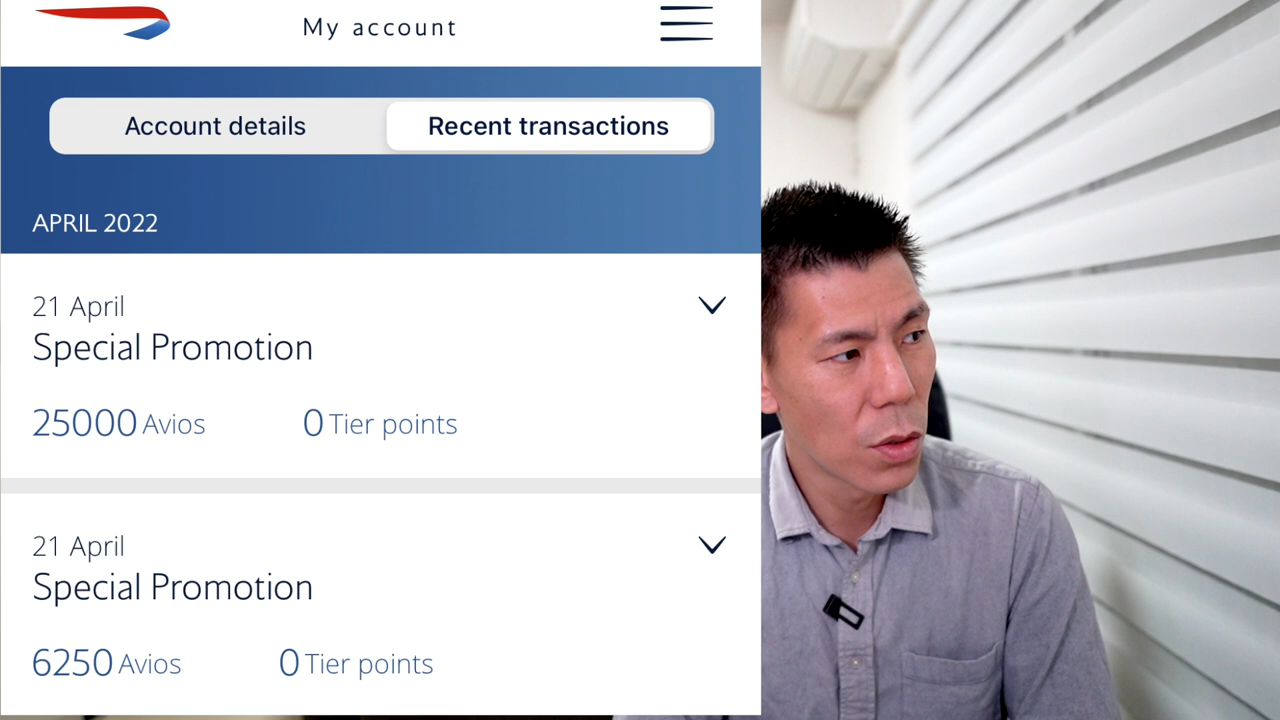 My account
Account details
Recent transactions
APRIL 2022
21 April
Special Promotion
25000 Avios 0 Tier points
21 April
Special Promotion
6250 Avios 0 Tier points